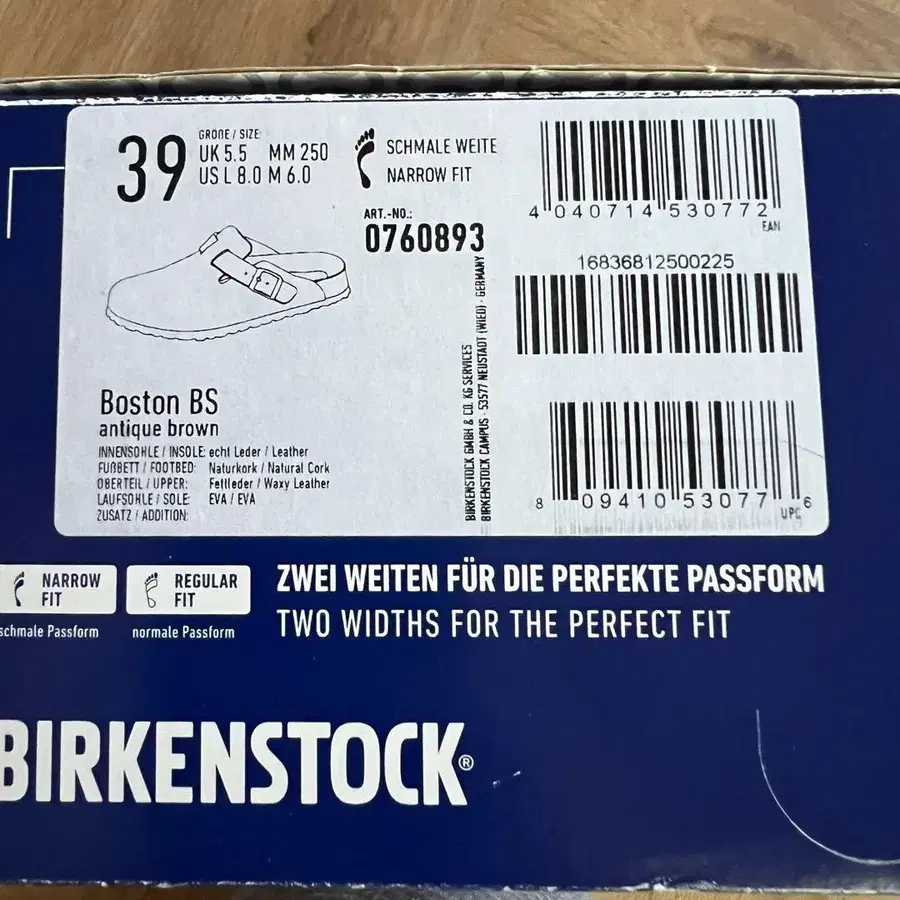 39
GRÖßE / SIZE
UK 5.5 MM 250
US L 8.0 M 6.0
SCHMALE WEITE
NARROW FIT
ART.-NO.:
0760893
4 040714 530772
EAN
16836812500225
Boston BS
antique brown
INNENSOHLE / INSOLE: echt Leder / Leather
FUßBETT / FOOTBED: Naturkork / Natural Cork
OBERTEIL / UPPER: Fettleder / Waxy Leather
LAUFSOHLE / SOLE: EVA / EVA
ZUSATZ / ADDITION:
BIRKENSTOCK GMBH & CO. KG SERVICES
BIRKENSTOCK CAMPUS · 53577 NEUSTADT (WIED) · GERMANY
8 09410 53077 6
UPC
NARROW
FIT
schmale Passform
REGULAR
FIT
normale Passform
ZWEI WEITEN FÜR DIE PERFEKTE PASSFORM
TWO WIDTHS FOR THE PERFECT FIT
BIRKENSTOCK®